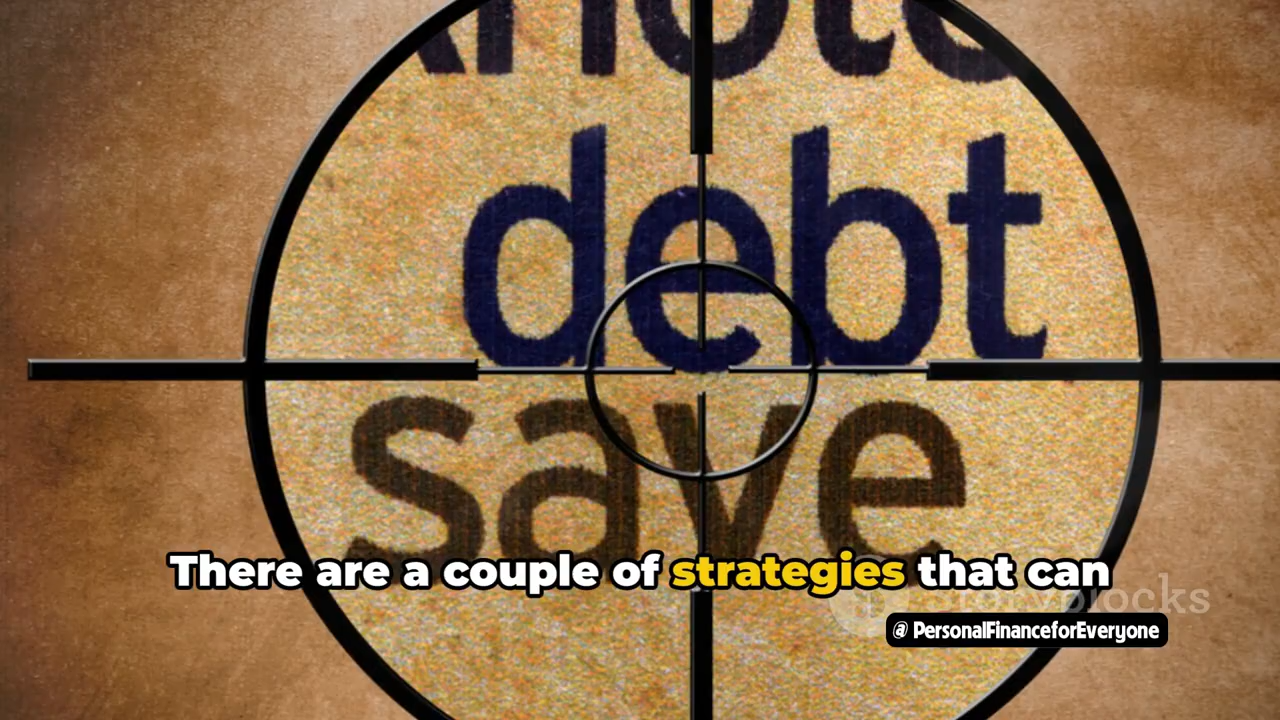 debt
save
There are a couple of strategies that can
@ PersonalFinanceforEveryone